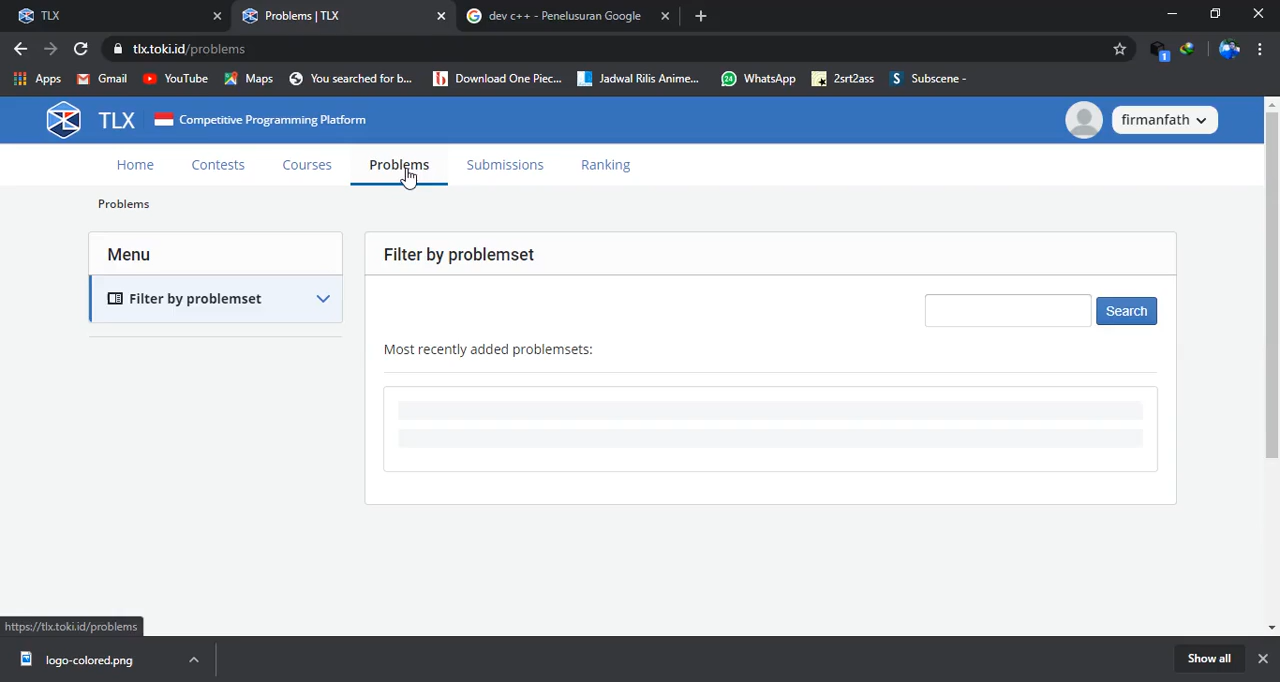 TLX
Problems | TLX
dev c++ - Penelusuran Google
tlx.toki.id/problems
Apps
Gmail
YouTube
Maps
You searched for b...
Download One Piec...
Jadwal Rilis Anime...
24
WhatsApp
2srt2ass
S
Subscene -
1
TLX
Competitive Programming Platform
firmanfath
Home
Contests
Courses
Problems
Submissions
Ranking
Problems
Menu
Filter by problemset
Filter by problemset
Search
Most recently added problemsets:
https://tlx.toki.id/problems
logo-colored.png
Show all